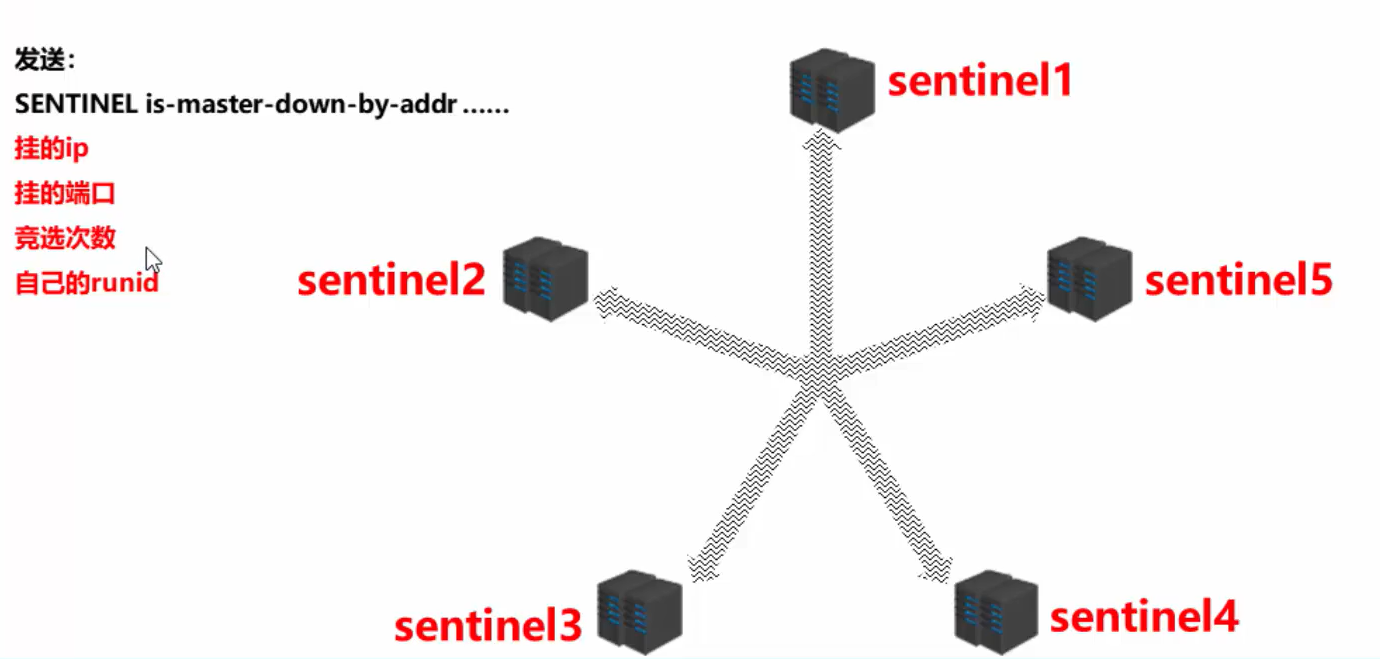 发送：
SENTINEL is-master-down-by-addr ……
挂的ip
挂的端口
竞选次数
自己的runid
sentinel1
sentinel2
sentinel5
sentinel3
sentinel4